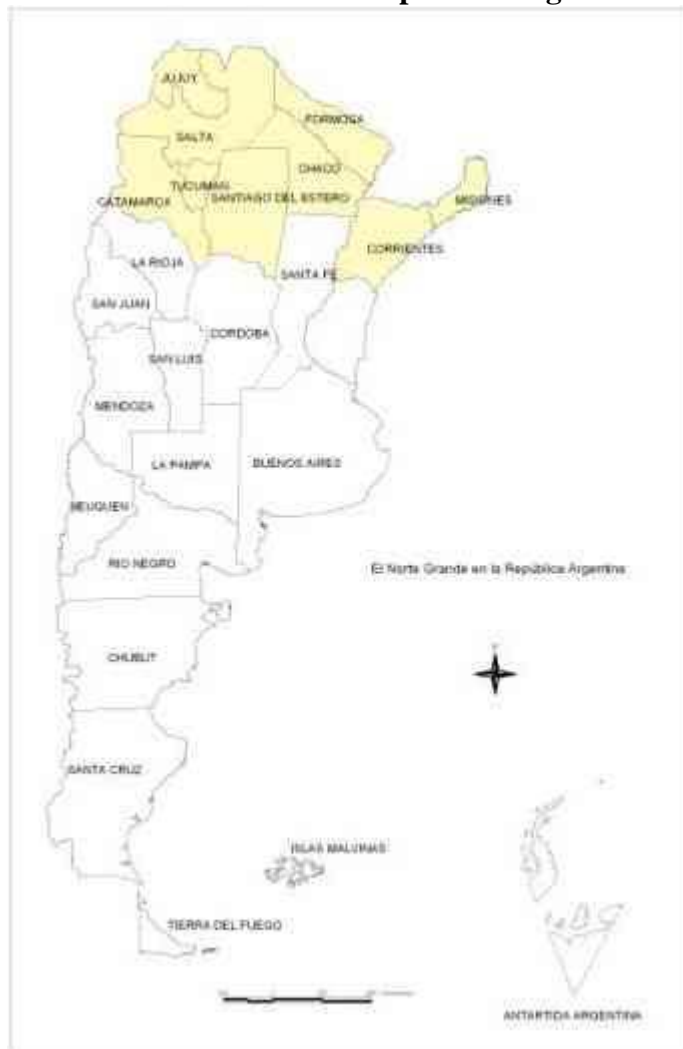 JUJUY
FORMOSA
SALTA
CHACO
TUCUMAN
SANTIAGO DEL ESTERO
CATAMARCA
MISIONES
CORRIENTES
LA RIOJA
SANTA FE
SAN JUAN
CORDOBA
SAN LUIS
MENDOZA
LA PAMPA
BUENOS AIRES
NEUQUEN
RIO NEGRO
El Norte Grande en la República Argentina
CHUBUT
SANTA CRUZ
ISLAS MALVINAS
TIERRA DEL FUEGO
ANTARTIDA ARGENTINA